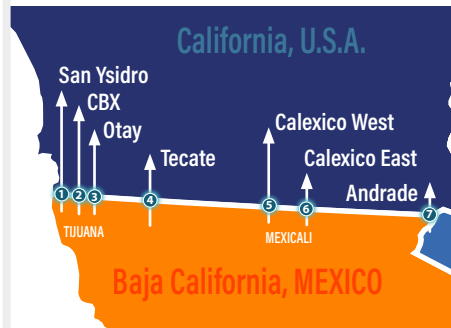 California, U.S.A.
San Ysidro
CBX
Otay
Tecate
Calexico West
Calexico East
Andrade
1
2
3
4
5
6
7
TIJUANA
MEXICALI
Baja California, MEXICO